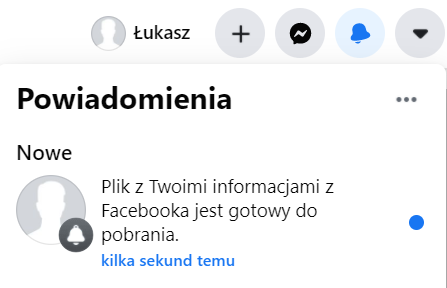 Łukasz
Powiadomienia
Nowe
Plik z Twoimi informacjami z
Facebooka jest gotowy do
pobrania.
kilka sekund temu